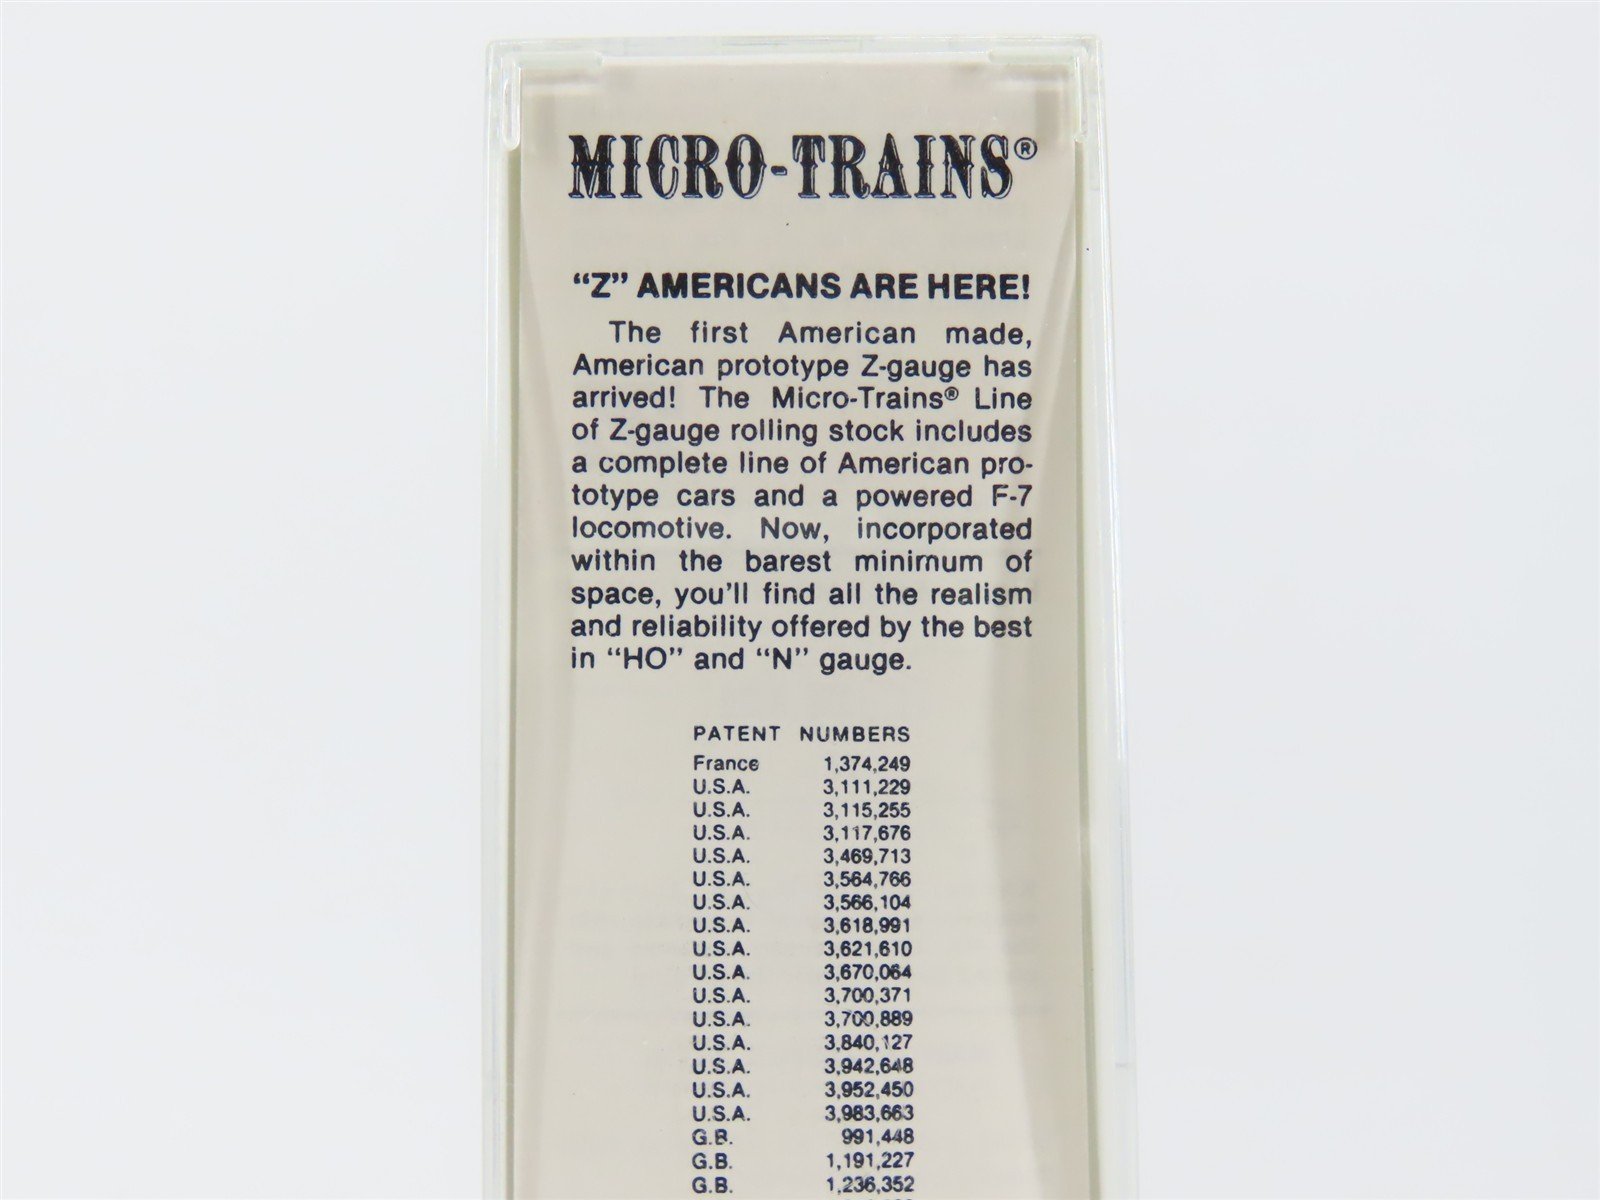 MICRO-TRAINS®
“Z” AMERICANS ARE HERE!
The first American made,
American prototype Z-gauge has
arrived! The Micro-Trains® Line
of Z-gauge rolling stock includes
a complete line of American pro-
totype cars and a powered F-7
locomotive. Now, incorporated
within the barest minimum of
space, you'll find all the realism
and reliability offered by the best
in “HO” and “N” gauge.
PATENT NUMBERS
France 1,374,249
U.S.A. 3,111,229
U.S.A. 3,115,255
U.S.A. 3,117,676
U.S.A. 3,469,713
U.S.A. 3,564,766
U.S.A. 3,566,104
U.S.A. 3,618,991
U.S.A. 3,621,610
U.S.A. 3,670,064
U.S.A. 3,700,371
U.S.A. 3,700,889
U.S.A. 3,840,127
U.S.A. 3,942,648
U.S.A. 3,952,450
U.S.A. 3,983,663
G.B. 991,448
G.B. 1,191,227
G.B. 1,236,352